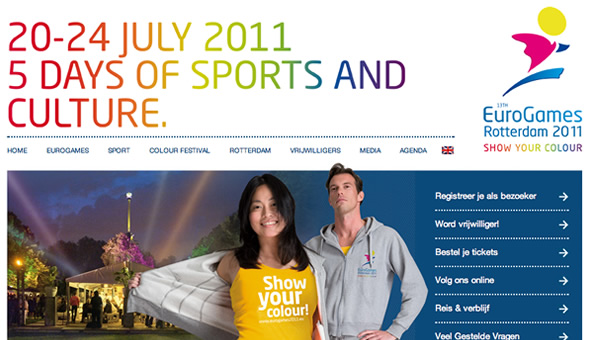 20-24 JULY 2011
5 DAYS OF SPORTS AND
CULTURE.
13TH
EuroGames
Rotterdam 2011
SHOW YOUR COLOUR
HOME EUROGAMES SPORT COLOUR FESTIVAL ROTTERDAM VRIJWILLIGERS MEDIA AGENDA
Registreer je als bezoeker
Word vrijwilliger!
Bestel je tickets
Volg ons online
Reis & verblijf
Veel Gestelde Vragen
Show
your
colour!
EuroGames